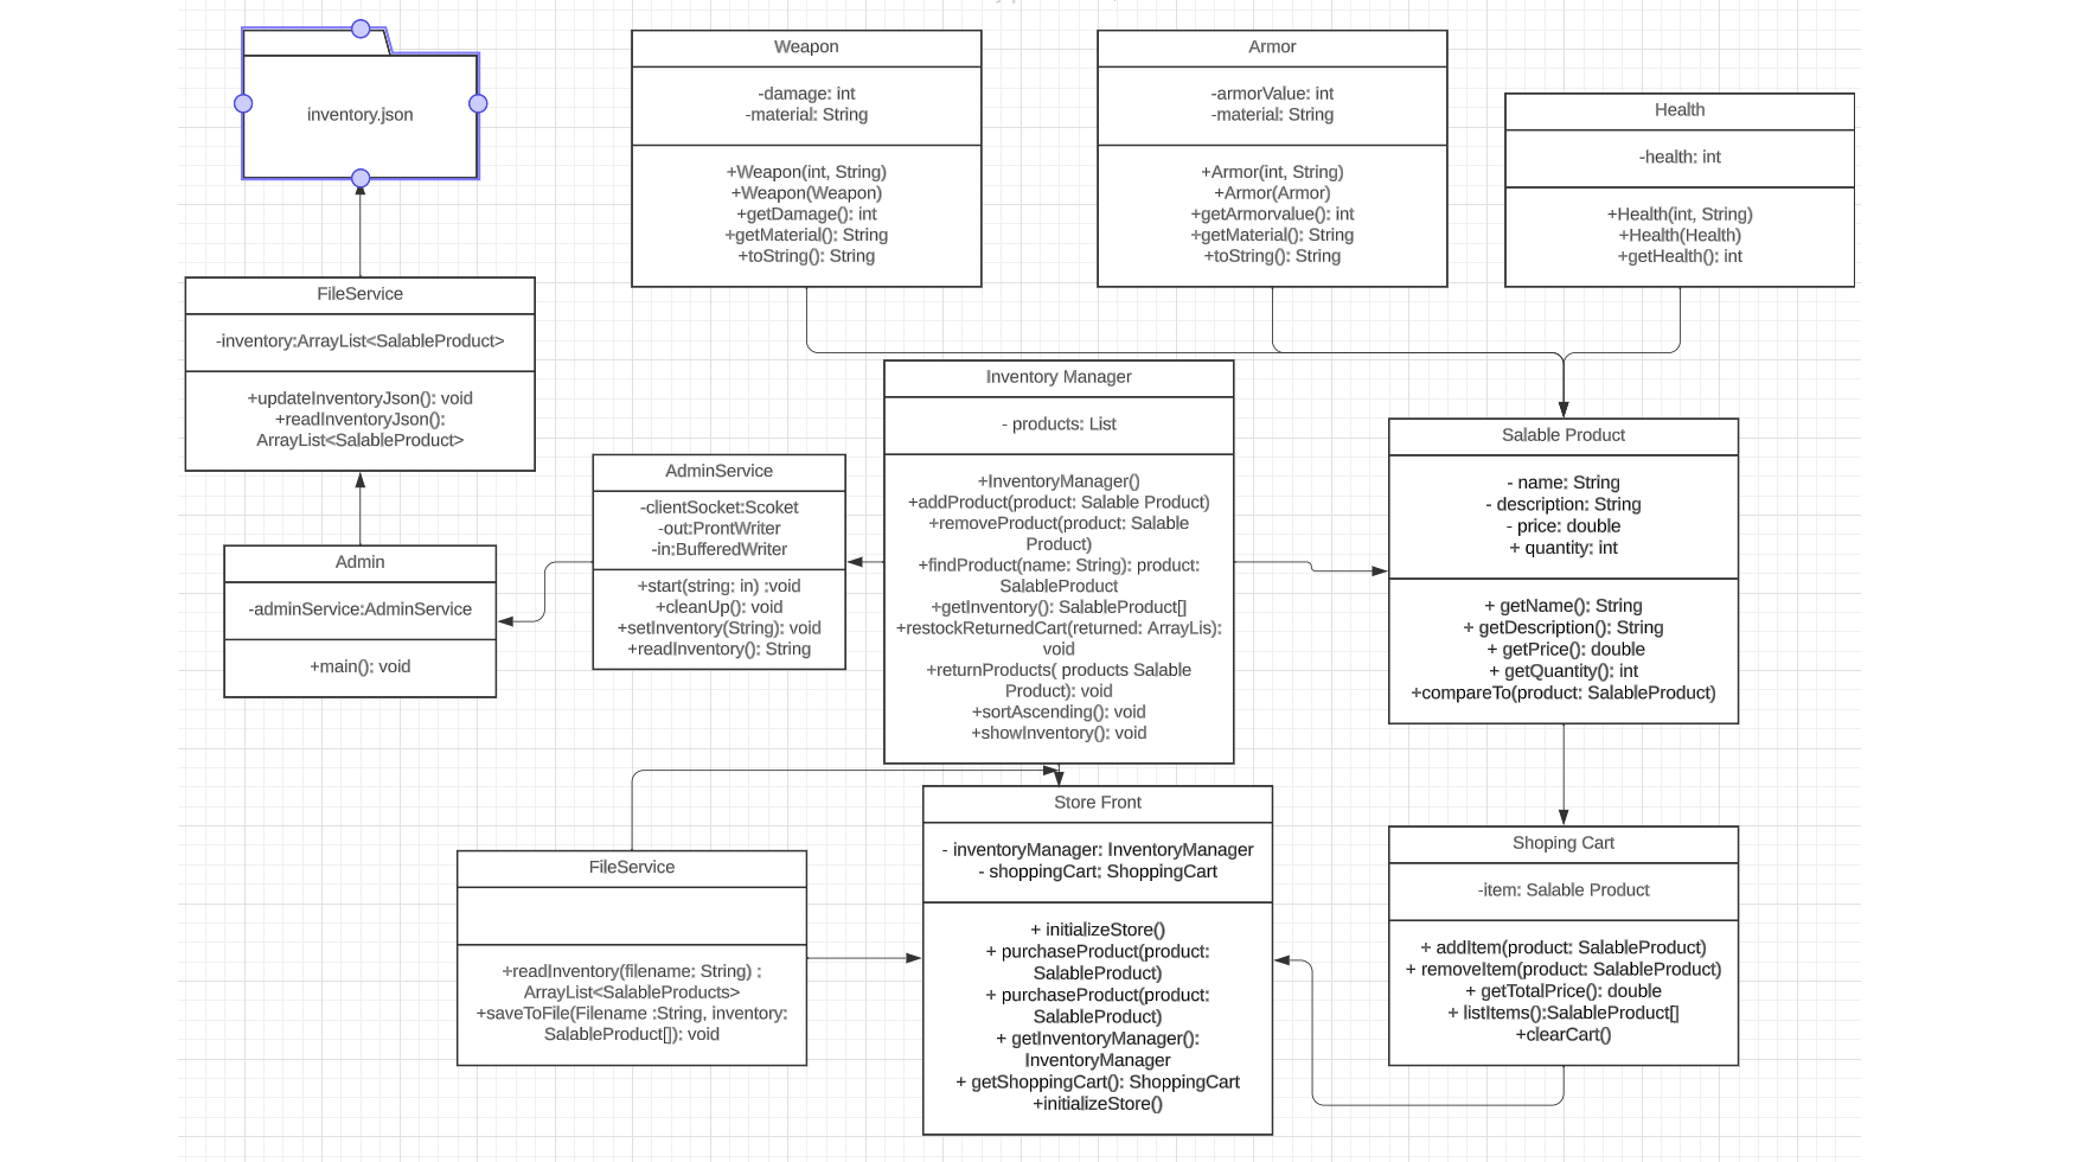 inventory.json
Weapon
-damage: int
-material: String
+Weapon(int, String)
+Weapon(Weapon)
+getDamage(): int
+getMaterial(): String
+toString(): String
Armor
-armorValue: int
-material: String
+Armor(int, String)
+Armor(Armor)
+getArmorvalue(): int
+getMaterial(): String
+toString(): String
Health
-health: int
+Health(int, String)
+Health(Health)
+getHealth(): int
FileService
-inventory:ArrayList<SalableProduct>
+updateInventoryJson(): void
+readInventoryJson():
ArrayList<SalableProduct>
Inventory Manager
- products: List
+InventoryManager()
+addProduct(product: Salable Product)
+removeProduct(product: Salable
Product)
+findProduct(name: String): product:
SalableProduct
+getInventory(): SalableProduct[]
+restockReturnedCart(returned: ArrayLis):
void
+returnProducts( products Salable
Product): void
+sortAscending(): void
+showInventory(): void
Salable Product
- name: String
- description: String
- price: double
+ quantity: int
+ getName(): String
+ getDescription(): String
+ getPrice(): double
+ getQuantity(): int
+compareTo(product: SalableProduct)
AdminService
-clientSocket:Scoket
-out:ProntWriter
-in:BufferedWriter
+start(string: in) :void
+cleanUp(): void
+setInventory(String): void
+readInventory(): String
Admin
-adminService:AdminService
+main(): void
Store Front
- inventoryManager: InventoryManager
- shoppingCart: ShoppingCart
+ initializeStore()
+ purchaseProduct(product:
SalableProduct)
+ purchaseProduct(product:
SalableProduct)
+ getInventoryManager():
InventoryManager
+ getShoppingCart(): ShoppingCart
+initializeStore()
Shoping Cart
-item: Salable Product
+ addItem(product: SalableProduct)
+ removeItem(product: SalableProduct)
+ getTotalPrice(): double
+ listItems():SalableProduct[]
+clearCart()
FileService
+readInventory(filename: String) :
ArrayList<SalableProducts>
+saveToFile(Filename :String, inventory:
SalableProduct[]): void